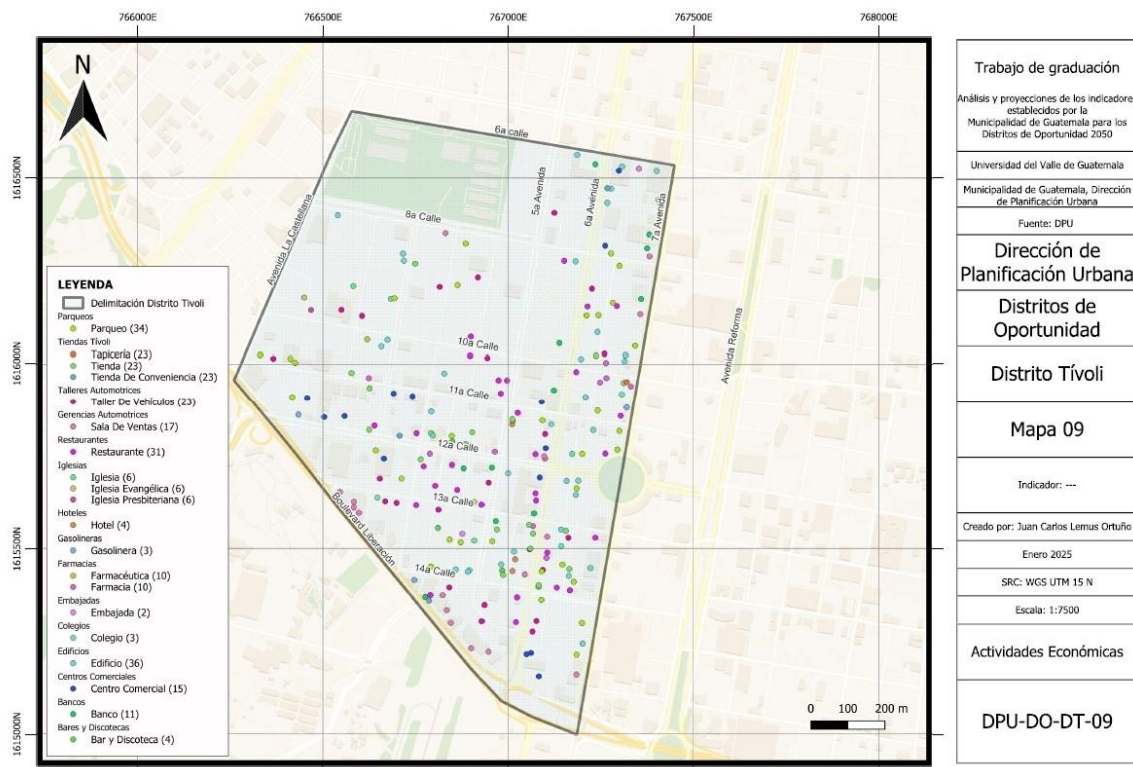 766000E
766500E
767000E
767500E
768000E
1616500N
1616000N
1615500N
1615000N
N
6a calle
5a Avenida
6a Avenida
7a Avenida
8a Calle
Avenida La Castellana
10a Calle
11a Calle
12a Calle
13a Calle
14a Calle
Boulevard Liberación
Avenida Reforma
0 100 200 m
LEYENDA
Delimitación Distrito Tivoli
Parqueos
Parqueo (34)
Tiendas Tívoli
Tapicería (23)
Tienda (23)
Tienda De Conveniencia (23)
Talleres Automotrices
Taller De Vehículos (23)
Gerencias Automotrices
Sala De Ventas (17)
Restaurantes
Restaurante (31)
Iglesias
Iglesia (6)
Iglesia Evangélica (6)
Iglesia Presbiteriana (6)
Hoteles
Hotel (4)
Gasolineras
Gasolinera (3)
Farmacias
Farmacéutica (10)
Farmacia (10)
Embajadas
Embajada (2)
Colegios
Colegio (3)
Edificios
Edificio (36)
Centros Comerciales
Centro Comercial (15)
Bancos
Banco (11)
Bares y Discotecas
Bar y Discoteca (4)
Trabajo de graduación
Análisis y proyecciones de los indicadore
establecidos por la
Municipalidad de Guatemala para los
Distritos de Oportunidad 2050
Universidad del Valle de Guatemala
Municipalidad de Guatemala, Dirección
de Planificación Urbana
Fuente: DPU
Dirección de
Planificación Urbana
Distritos de
Oportunidad
Distrito Tívoli
Mapa 09
Indicador: ---
Creado por: Juan Carlos Lemus Ortuño
Enero 2025
SRC: WGS UTM 15 N
Escala: 1:7500
Actividades Económicas
DPU-DO-DT-09